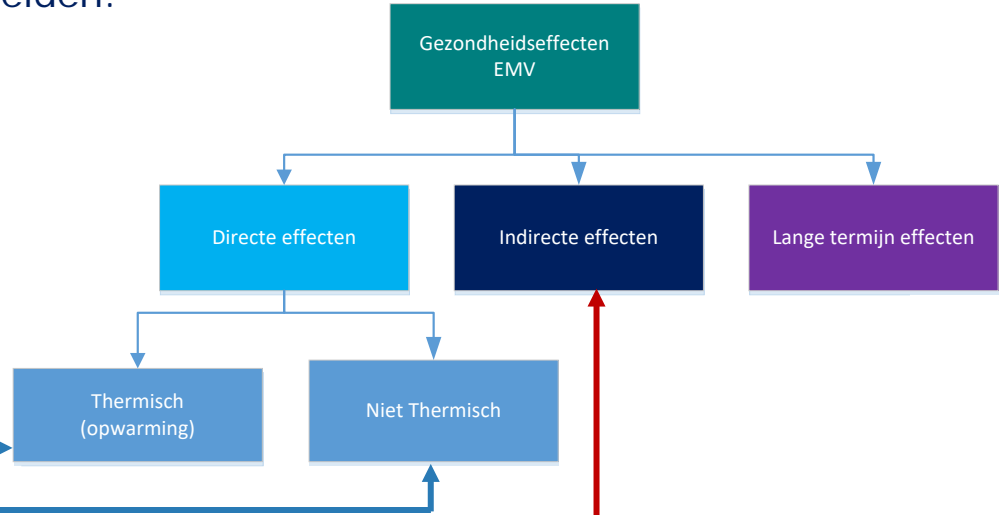 Gezondheidseffecten
EMV
Directe effecten
Indirecte effecten
Lange termijn effecten
Thermisch
(opwarming)
Niet Thermisch